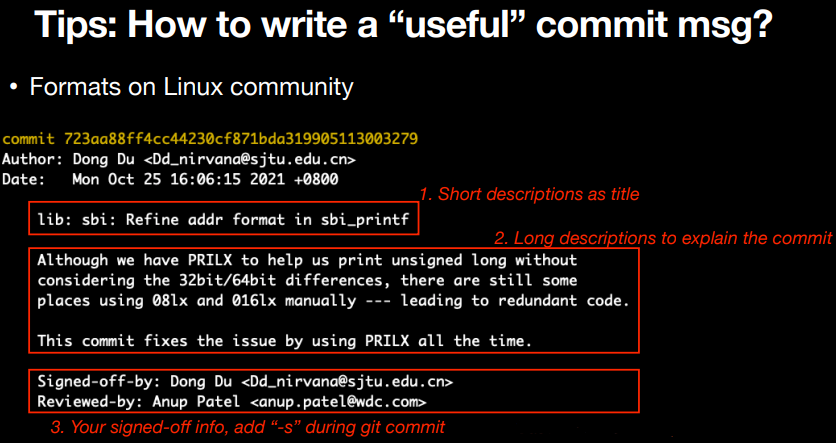 Tips: How to write a “useful” commit msg?
• Formats on Linux community
commit 723aa88ff4cc44230cf871bda319905113003279
Author: Dong Du <Dd_nirvana@sjtu.edu.cn>
Date:   Mon Oct 25 16:06:15 2021 +0800
1. Short descriptions as title
lib: sbi: Refine addr format in sbi_printf
2. Long descriptions to explain the commit
Although we have PRILX to help us print unsigned long without
considering the 32bit/64bit differences, there are still some
places using 08lx and 016lx manually --- leading to redundant code.
This commit fixes the issue by using PRILX all the time.
Signed-off-by: Dong Du <Dd_nirvana@sjtu.edu.cn>
Reviewed-by: Anup Patel <anup.patel@wdc.com>
3. Your signed-off info, add “-s” during git commit